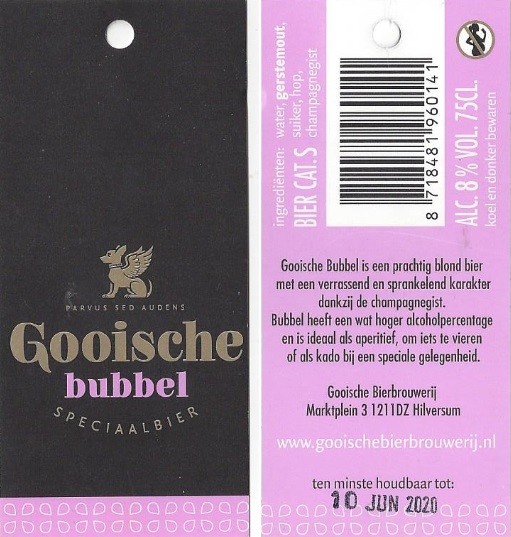 PARVUS SED AUDENS
Gooische
bubbel
SPECIAALBIER
ingrediënten: water, gerstemout,
suiker, hop,
BIER CAT. S champagnegist
8 718481 960141
ALC. 8 % VOL. 75CL.
koel en donker bewaren
Gooische Bubbel is een prachtig blond bier
met een verrassend en sprankelend karakter
dankzij de champagnegist.
Bubbel heeft een wat hoger alcoholpercentage
en is ideaal als aperitief, om iets te vieren
of als kado bij een speciale gelegenheid.
Gooische Bierbrouwerij
Marktplein 3 1211DZ Hilversum
www.gooischebierbrouwerij.nl
ten minste houdbaar tot:
10 JUN 2020